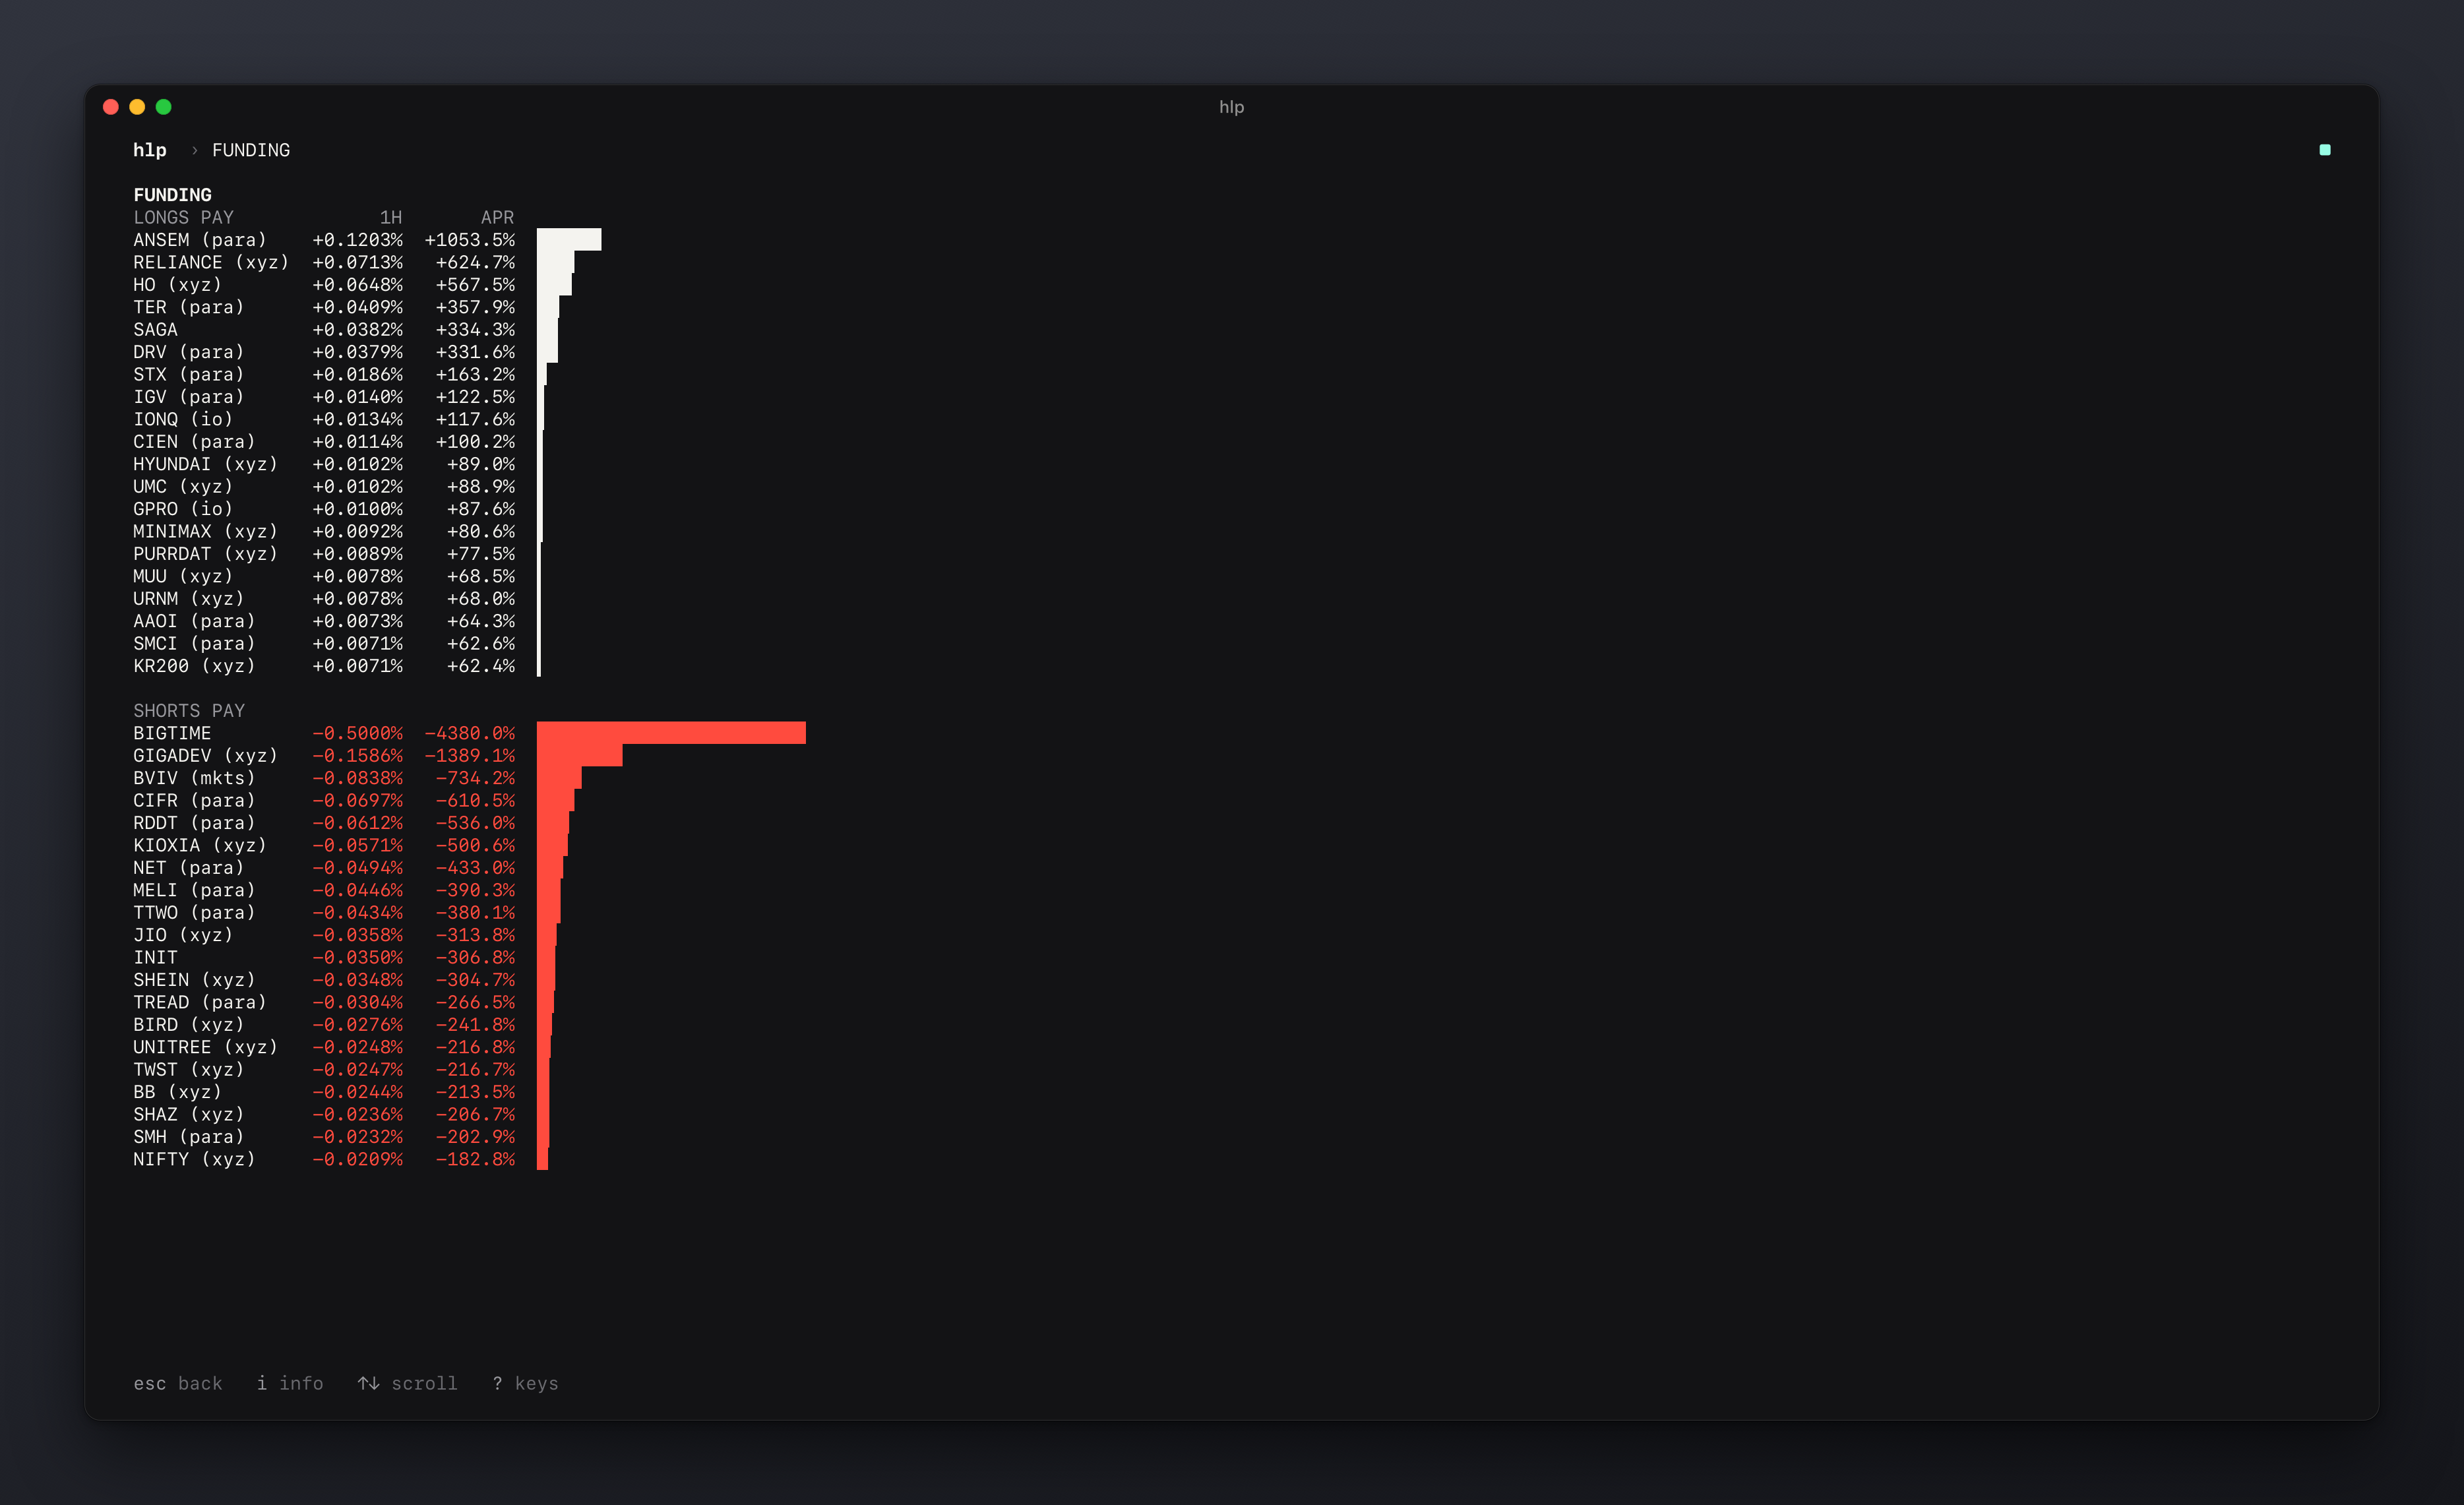 hlp
hlp › FUNDING
FUNDING
LONGS PAY 1H APR
ANSEM (para) +0.1203% +1053.5%
RELIANCE (xyz) +0.0713% +624.7%
HO (xyz) +0.0648% +567.5%
TER (para) +0.0409% +357.9%
SAGA +0.0382% +334.3%
DRV (para) +0.0379% +331.6%
STX (para) +0.0186% +163.2%
IGV (para) +0.0140% +122.5%
IONQ (io) +0.0134% +117.6%
CIEN (para) +0.0114% +100.2%
HYUNDAI (xyz) +0.0102% +89.0%
UMC (xyz) +0.0102% +88.9%
GPRO (io) +0.0100% +87.6%
MINIMAX (xyz) +0.0092% +80.6%
PURRDAT (xyz) +0.0089% +77.5%
MUU (xyz) +0.0078% +68.5%
URNM (xyz) +0.0078% +68.0%
AAOI (para) +0.0073% +64.3%
SMCI (para) +0.0071% +62.6%
KR200 (xyz) +0.0071% +62.4%
SHORTS PAY
BIGTIME −0.5000% −4380.0%
GIGADEV (xyz) −0.1586% −1389.1%
BVIV (mkts) −0.0838% −734.2%
CIFR (para) −0.0697% −610.5%
RDDT (para) −0.0612% −536.0%
KIOXIA (xyz) −0.0571% −500.6%
NET (para) −0.0494% −433.0%
MELI (para) −0.0446% −390.3%
TTWO (para) −0.0434% −380.1%
JIO (xyz) −0.0358% −313.8%
INIT −0.0350% −306.8%
SHEIN (xyz) −0.0348% −304.7%
TREAD (para) −0.0304% −266.5%
BIRD (xyz) −0.0276% −241.8%
UNITREE (xyz) −0.0248% −216.8%
TWST (xyz) −0.0247% −216.7%
BB (xyz) −0.0244% −213.5%
SHAZ (xyz) −0.0236% −206.7%
SMH (para) −0.0232% −202.9%
NIFTY (xyz) −0.0209% −182.8%
esc back i info ↑↓ scroll ? keys